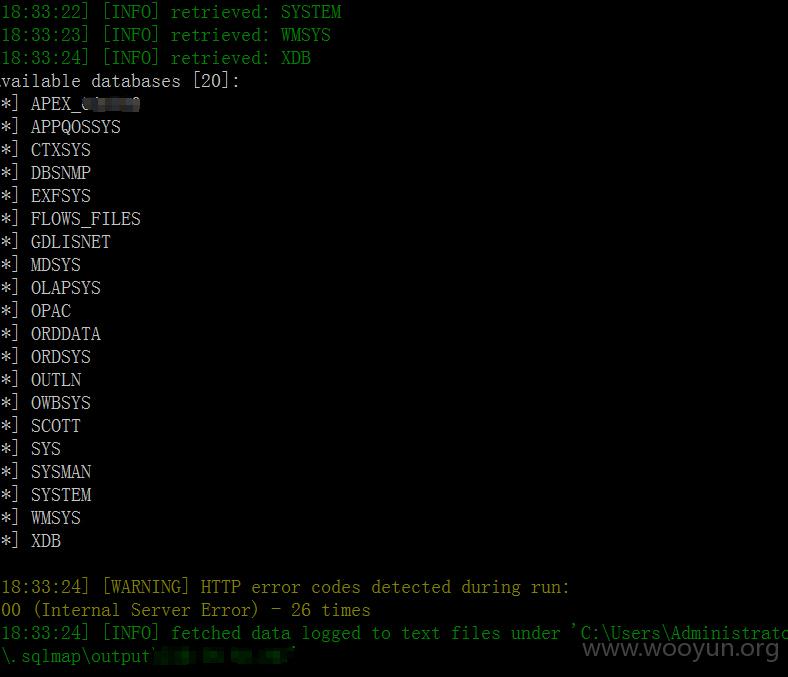 18:33:22] [INFO] retrieved: SYSTEM
18:33:23] [INFO] retrieved: WMSYS
18:33:24] [INFO] retrieved: XDB
vailable databases [20]:
*] APEX_
*] APPQOSSYS
*] CTXSYS
*] DBSNMP
*] EXFSYS
*] FLOWS_FILES
*] GDLISNET
*] MDSYS
*] OLAPSYS
*] OPAC
*] ORDDATA
*] ORDSYS
*] OUTLN
*] OWBSYS
*] SCOTT
*] SYS
*] SYSMAN
*] SYSTEM
*] WMSYS
*] XDB
18:33:24] [WARNING] HTTP error codes detected during run:
00 (Internal Server Error) - 26 times
18:33:24] [INFO] fetched data logged to text files under 'C:\Users\Administrato
\.sqlmap\output\
www.wooyun.org